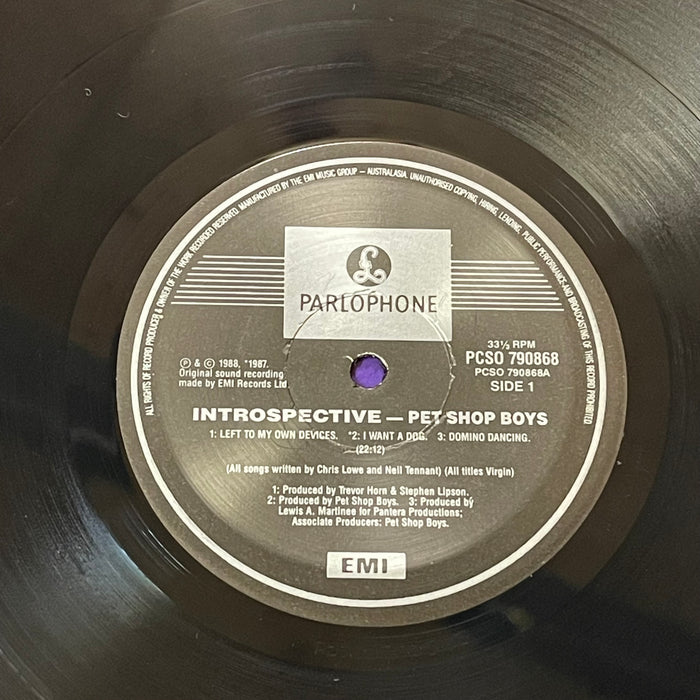 ALL RIGHTS OF RECORD PRODUCER & OWNER OF THE WORK RECORDED RESERVED. MANUFACTURED BY THE EMI MUSIC GROUP – AUSTRALASIA. UNAUTHORISED COPYING, HIRING, LENDING, PUBLIC PERFORMANCE AND BROADCASTING OF THIS RECORD PROHIBITED
£
PARLOPHONE
33⅓ RPM
PCSO 790868
PCSO 790868A
SIDE 1
Ⓟ & © 1988, *1987.
Original sound recording
made by EMI Records Ltd.
INTROSPECTIVE — PET SHOP BOYS
1: LEFT TO MY OWN DEVICES. *2: I WANT A DOG. 3: DOMINO DANCING.
(22:12)
(All songs written by Chris Lowe and Neil Tennant) (All titles Virgin)
1: Produced by Trevor Horn & Stephen Lipson.
2: Produced by Pet Shop Boys. 3: Produced by
Lewis A. Martinee for Pantera Productions;
Associate Producers; Pet Shop Boys.
EMI